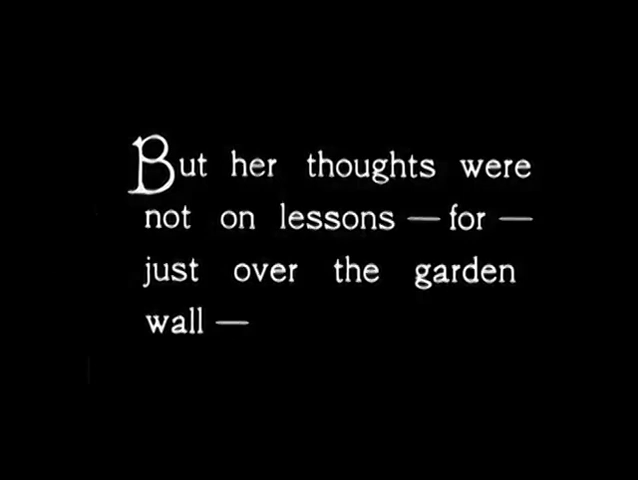 But her thoughts were
not on lessons — for —
just over the garden
wall —